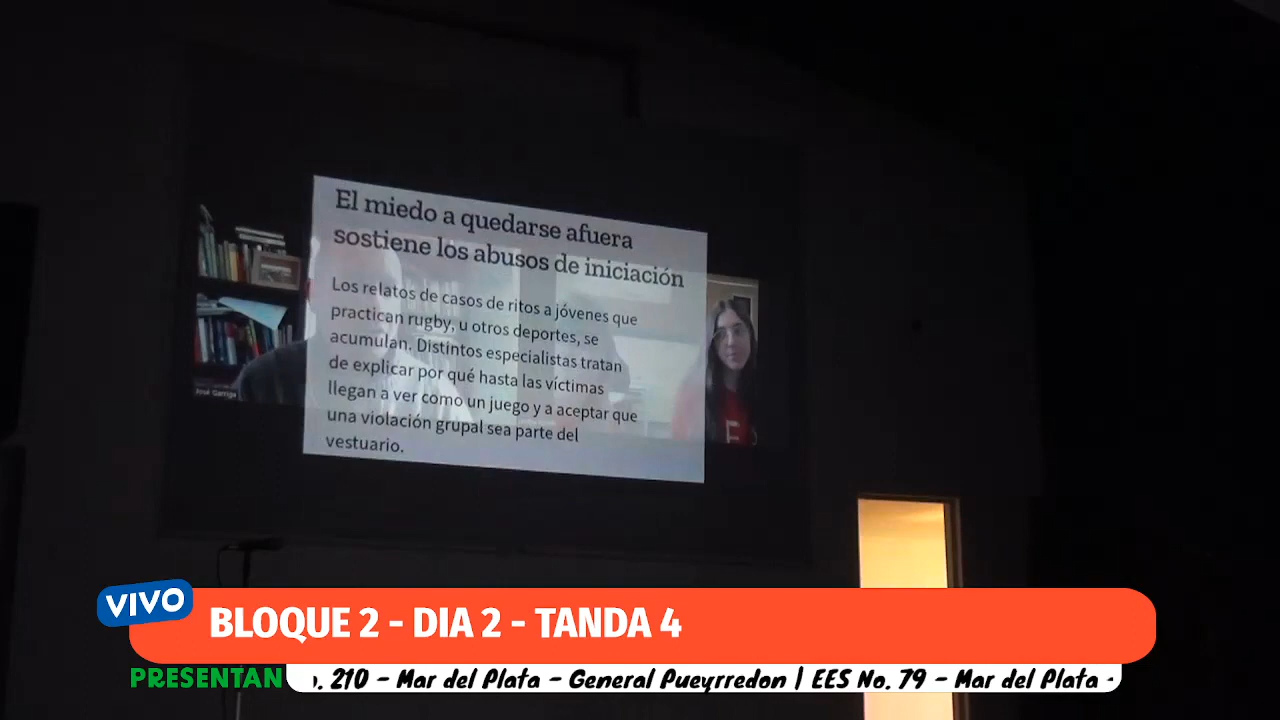 El miedo a quedarse afuera
sostiene los abusos de iniciación
Los relatos de casos de ritos a jóvenes que
practican rugby, u otros deportes, se
acumulan. Distintos especialistas tratan
de explicar por qué hasta las víctimas
llegan a ver como un juego y a aceptar que
una violación grupal sea parte del
vestuario.
José Garriga
VIVO
BLOQUE 2 - DIA 2 - TANDA 4
PRESENTAN
. 210 - Mar del Plata - General Pueyrredon | EES No. 79 - Mar del Plata -